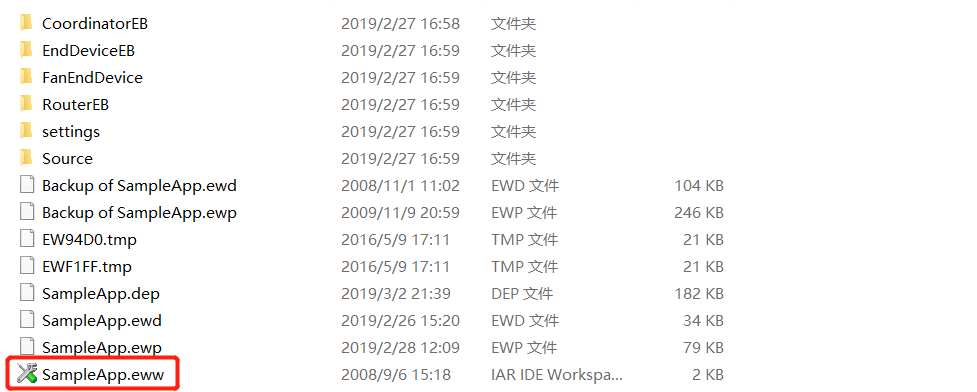 CoordinatorEB 2019/2/27 16:58 文件夹
EndDeviceEB 2019/2/27 16:59 文件夹
FanEndDevice 2019/2/27 16:59 文件夹
RouterEB 2019/2/27 16:59 文件夹
settings 2019/2/27 16:59 文件夹
Source 2019/2/27 16:59 文件夹
Backup of SampleApp.ewd 2008/11/1 11:02 EWD 文件 104 KB
Backup of SampleApp.ewp 2009/11/9 20:59 EWP 文件 246 KB
EW94D0.tmp 2016/5/9 17:11 TMP 文件 21 KB
EWF1FF.tmp 2016/5/9 17:11 TMP 文件 21 KB
SampleApp.dep 2019/3/2 21:39 DEP 文件 182 KB
SampleApp.ewd 2019/2/26 15:20 EWD 文件 34 KB
SampleApp.ewp 2019/2/28 12:09 EWP 文件 79 KB
SampleApp.eww 2008/9/6 15:18 IAR IDE Workspa... 2 KB